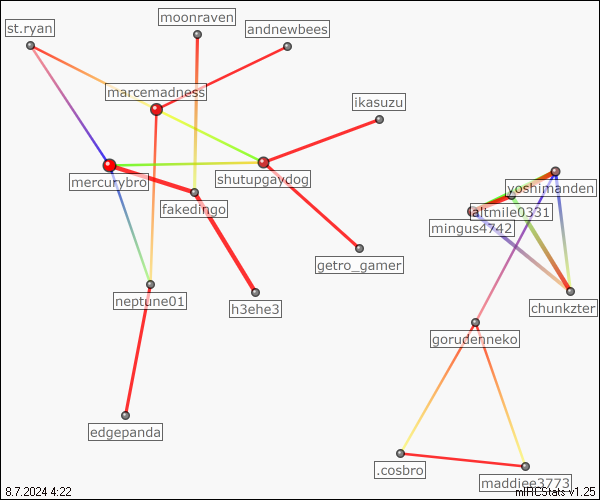 moonraven
st.ryan
andnewbees
marcemadness
ikasuzu
mercurybro
shutupgaydog
yoshimanden
fakedingo
altmile0331
mingus4742
getro_gamer
neptune01
h3ehe3
chunkzter
gorudenneko
edgepanda
.cosbro
maddiee3773
8.7.2024 4:22
mIRCStats v1.25